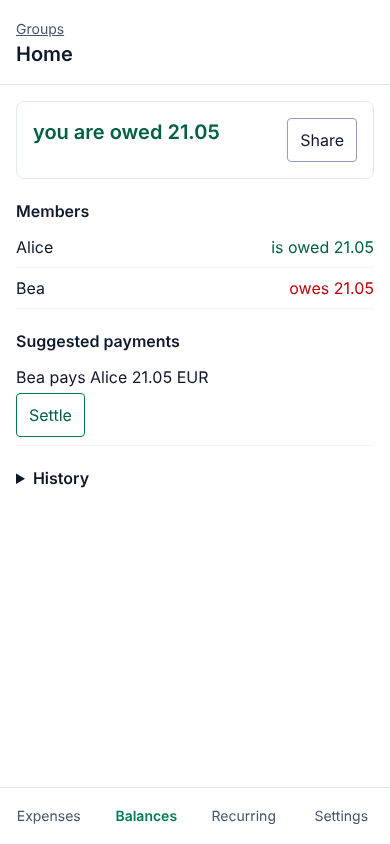 Groups
Home
you are owed 21.05
Share
Members
Alice is owed 21.05
Bea owes 21.05
Suggested payments
Bea pays Alice 21.05 EUR
Settle
History
Expenses Balances Recurring Settings